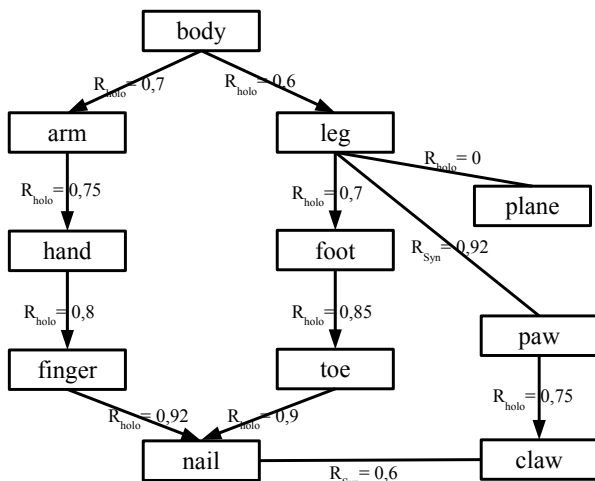 body
R_holo= 0,7
R_holo= 0,6
arm
leg
R_holo= 0
R_holo= 0,75
R_holo= 0,7
plane
hand
foot
R_Syn= 0,92
R_holo= 0,8
R_holo= 0,85
paw
finger
toe
R_holo= 0,92
R_holo= 0,9
R_holo= 0,75
nail
claw
R_Syn= 0,6